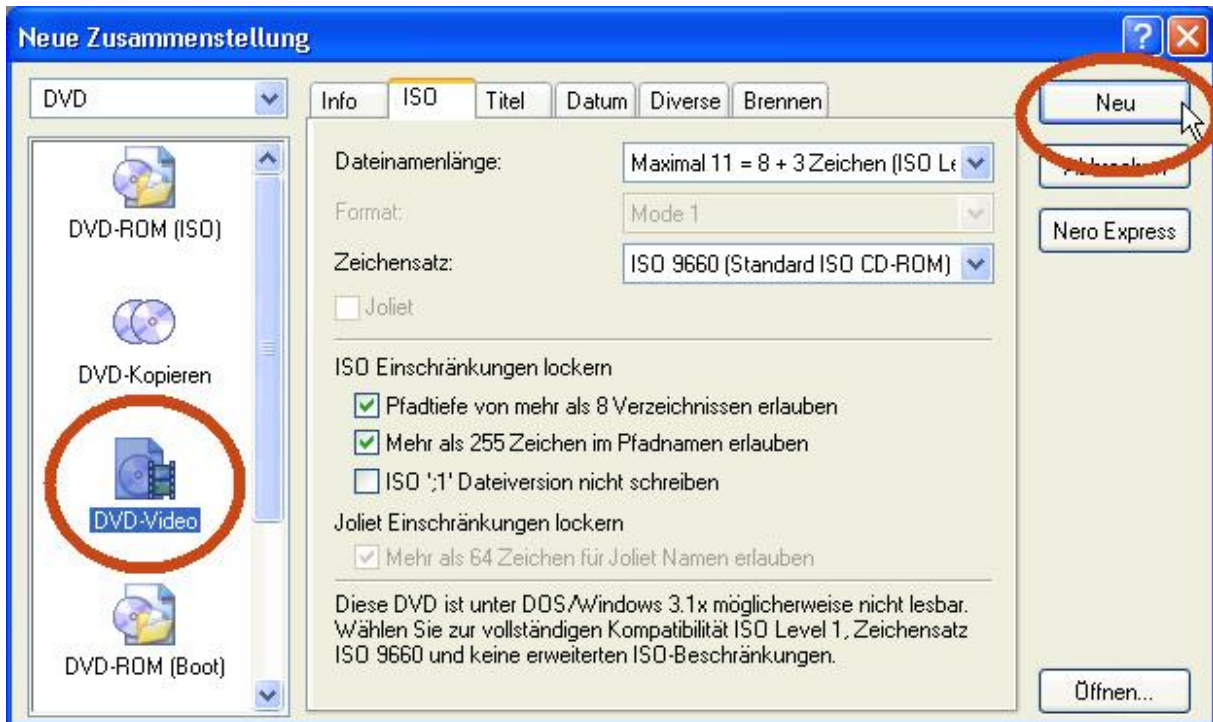 Neue Zusammenstellung
DVD
DVD-ROM (ISO)
DVD-Kopieren
DVD-Video
DVD-ROM (Boot)
Info ISO Titel Datum Diverse Brennen
Dateinamenlänge: Maximal 11 = 8 + 3 Zeichen (ISO
Format: Mode 1
Zeichensatz: ISO 9660 (Standard ISO CD-ROM)
Joliet
ISO Einschränkungen lockern
Pfadtiefe von mehr als 8 Verzeichnissen erlauben
Mehr als 255 Zeichen im Pfadnamen erlauben
ISO ';1' Dateiversion nicht schreiben
Joliet Einschränkungen lockern
Mehr als 64 Zeichen für Joliet Namen erlauben
Diese DVD ist unter DOS/Windows 3.1x möglicherweise nicht lesbar.
Wählen Sie zur vollständigen Kompatibilität ISO Level 1, Zeichensatz
ISO 9660 und keine erweiterten ISO-Beschränkungen.
Neu
Nero Express
Öffnen...